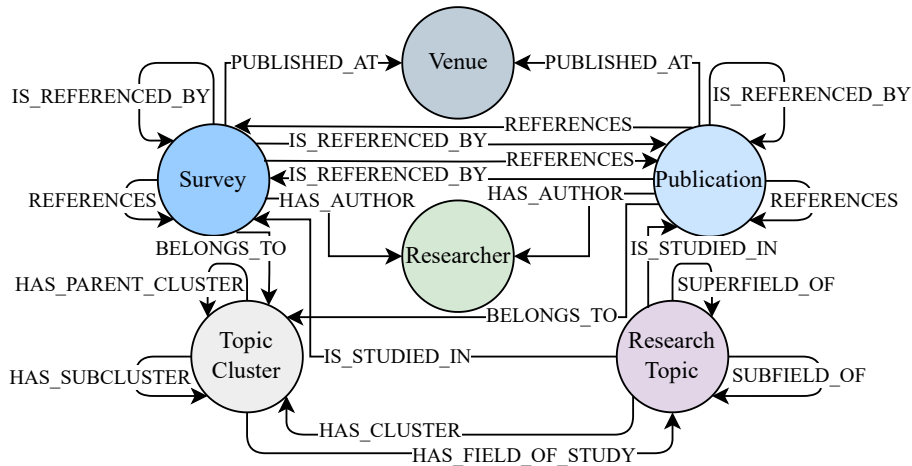 PUBLISHED_AT
Venue
PUBLISHED_AT
IS_REFERENCED_BY
IS_REFERENCED_BY
REFERENCES
IS_REFERENCED_BY
REFERENCES
Survey
IS_REFERENCED_BY
Publication
REFERENCES
HAS_AUTHOR
HAS_AUTHOR
REFERENCES
BELONGS_TO
Researcher
IS_STUDIED_IN
HAS_PARENT_CLUSTER
SUPERFIELD_OF
BELONGS_TO
Topic
Cluster
IS_STUDIED_IN
Research
Topic
HAS_SUBCLUSTER
SUBFIELD_OF
HAS_CLUSTER
HAS_FIELD_OF_STUDY